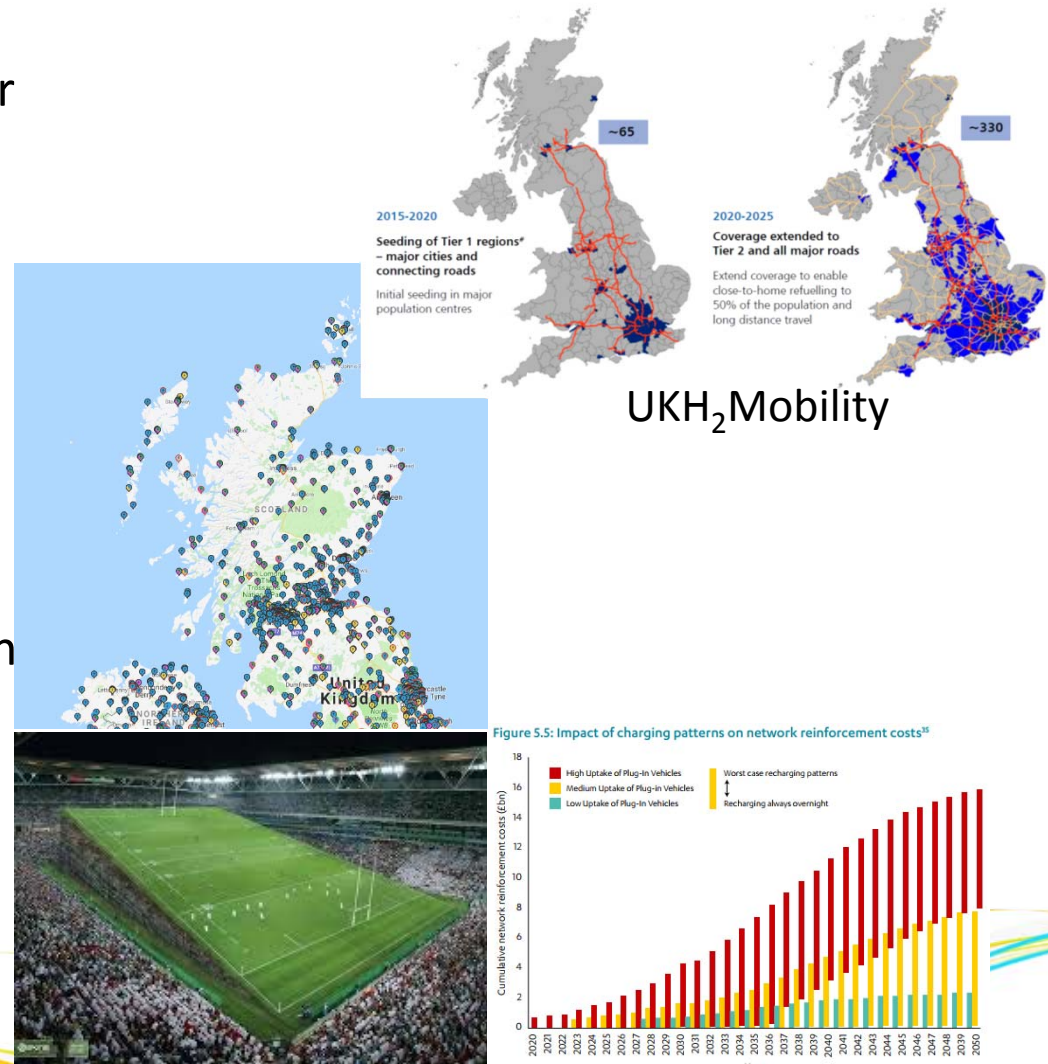 r
~65
~330
2015-2020
Seeding of Tier 1 regions#
– major cities and
connecting roads
Initial seeding in major
population centres
2020-2025
Coverage extended to
Tier 2 and all major roads
Extend coverage to enable
close-to-home refuelling to
50% of the population and
long distance travel
UKH₂Mobility
SCOTLAND
United
Kingdom
n
Figure 5.5: Impact of charging patterns on network reinforcement costs³⁵
High Uptake of Plug-In Vehicles
Medium Uptake of Plug-in Vehicles
Low Uptake of Plug-In Vehicles
Worst case recharging patterns
Recharging always overnight
Cumulative network reinforcement costs (£bn)
18
16
14
12
10
8
6
4
2
0
2020 2021 2022 2023 2024 2025 2026 2027 2028 2029 2030 2031 2032 2033 2034 2035 2036 2037 2038 2039 2040 2041 2042 2043 2044 2045 2046 2047 2048 2039 2050